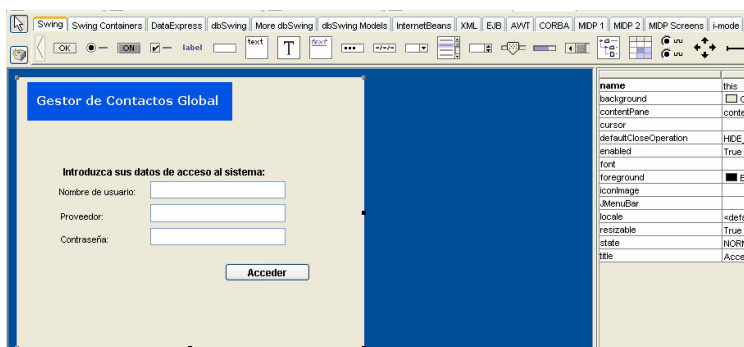 Swing Swing Containers DataExpress dbSwing More dbSwing dbSwing Models InternetBeans XML EJB AWT CORBA MIDP 1 MIDP 2 MIDP Screens i-mode
OK ON label text T text
Gestor de Contactos Global
Introduzca sus datos de acceso al sistema:
Nombre de usuario:
Proveedor:
Contraseña:
Acceder
name this
background
contentPane conte
cursor
defaultCloseOperation HIDE_
enabled True
font
foreground
iconImage
JMenuBar
locale <defa
resizable True
state NORM
title Acce